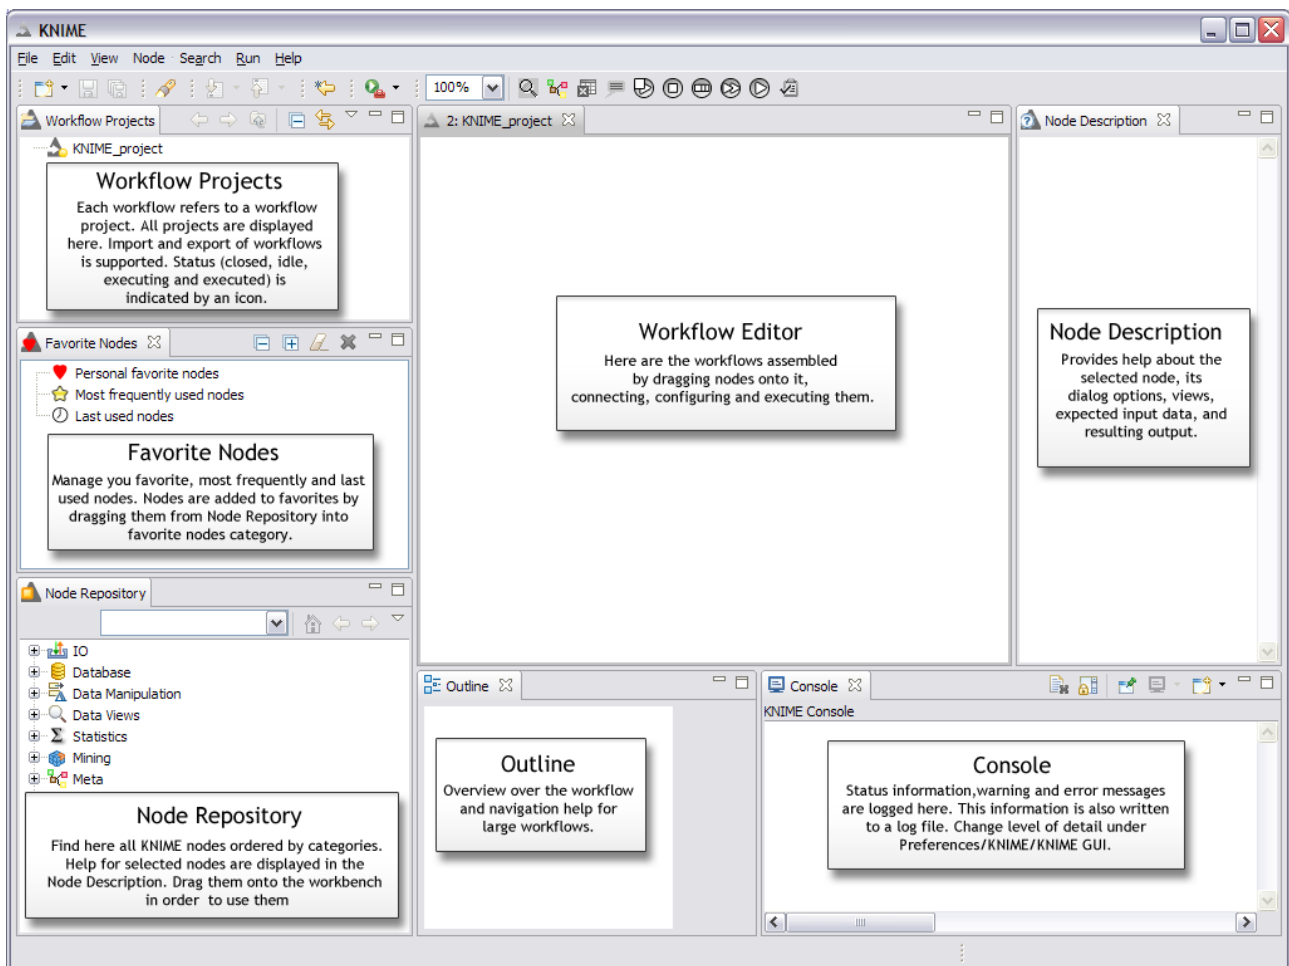 KNIME
File Edit View Node Search Run Help
100%
Workflow Projects
KNIME_project
Workflow Projects
Each workflow refers to a workflow
project. All projects are displayed
here. Import and export of workflows
is supported. Status (closed, idle,
executing and executed) is
indicated by an icon.
Favorite Nodes
Personal favorite nodes
Most frequently used nodes
Last used nodes
Favorite Nodes
Manage you favorite, most frequently and last
used nodes. Nodes are added to favorites by
dragging them from Node Repository into
favorite nodes category.
Node Repository
IO
Database
Data Manipulation
Data Views
Statistics
Mining
Meta
Node Repository
Find here all KNIME nodes ordered by categories.
Help for selected nodes are displayed in the
Node Description. Drag them onto the workbench
in order to use them
2: KNIME_project
Workflow Editor
Here are the workflows assembled
by dragging nodes onto it,
connecting, configuring and executing them.
Node Description
Node Description
Provides help about the
selected node, its
dialog options, views,
expected input data, and
resulting output.
Outline
Outline
Overview over the workflow
and navigation help for
large workflows.
Console
KNIME Console
Console
Status information,warning and error messages
are logged here. This information is also written
to a log file. Change level of detail under
Preferences/KNIME/KNIME GUI.